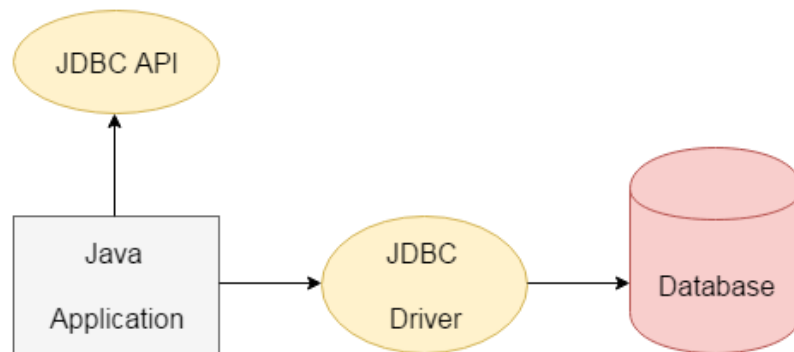 JDBC API
Java
Application
JDBC
Driver
Database